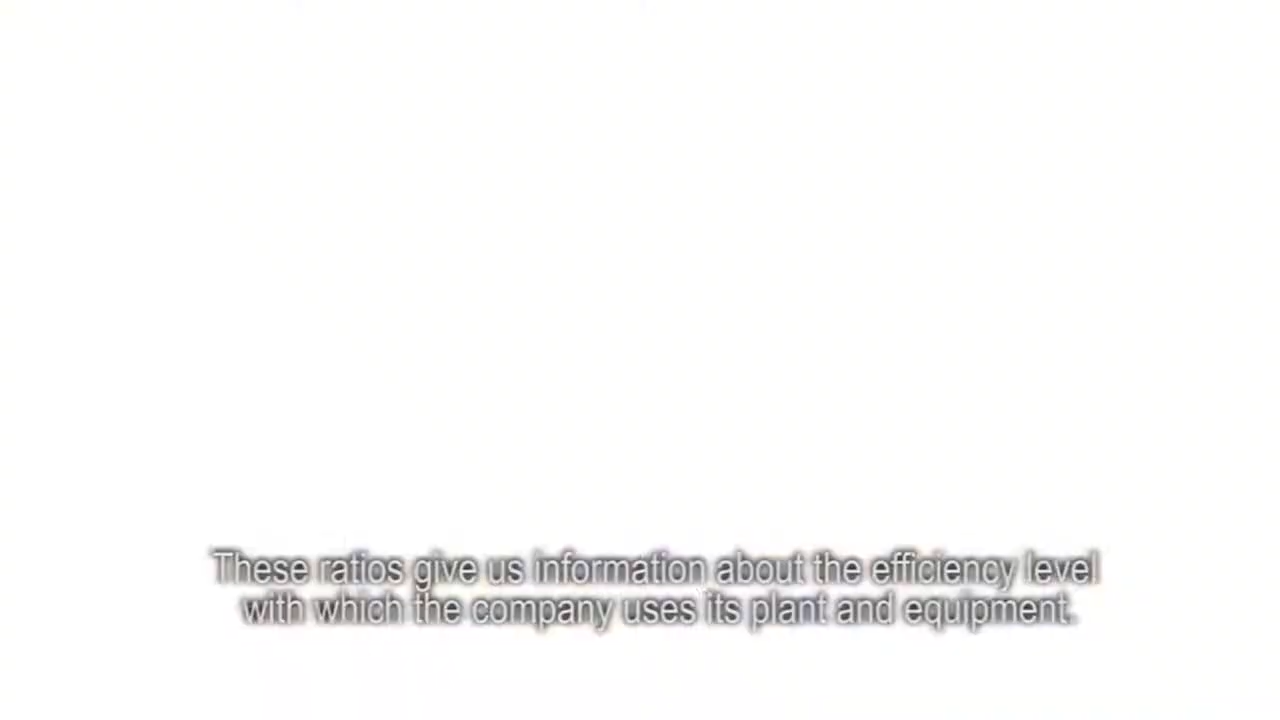 These ratios give us information about the efficiency level
with which the company uses its plant and equipment.